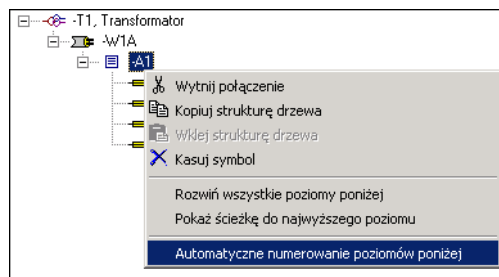 -T1, Transformator
-W1A
-A1
Wytnij połączenie
Kopiuj strukturę drzewa
Wklej strukturę drzewa
Kasuj symbol
Rozwiń wszystkie poziomy poniżej
Pokaż ścieżkę do najwyższego poziomu
Automatyczne numerowanie poziomów poniżej